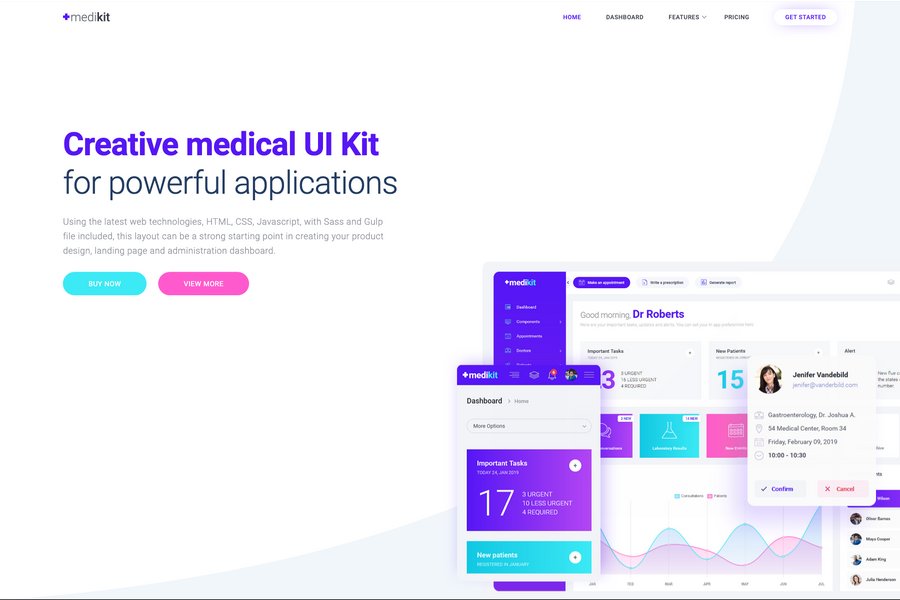 medikit
HOME
DASHBOARD
FEATURES
PRICING
GET STARTED
Creative medical UI Kit
for powerful applications
Using the latest web technologies, HTML, CSS, Javascript, with Sass and Gulp
file included, this layout can be a strong starting point in creating your product
design, landing page and administration dashboard.
BUY NOW
VIEW MORE
medikit
Make an appointment
Write a prescription
Generate report
Dashboard
Components
Appointments
Doctors
Good morning, Dr Roberts
Important Tasks
3 URGENT
16 LESS URGENT
4 REQUIRED
New Patients
15
Alert
the states
number.
medikit
Dashboard
Home
More Options
Important Tasks
TODAY 24, JAN 2019
17
3 URGENT
10 LESS URGENT
4 REQUIRED
New patients
REGISTERED IN JANUARY
Laboratory Results
Consultations
Patients
JAN
FEB
MAR
APR
MAY
JUN
JUL
Jenifer Vandebild
jenifer@vanderbild.com
Gastroenterology, Dr. Joshua A.
54 Medical Center, Room 34
Friday, February 09, 2019
10:00 - 10:30
Confirm
Cancel
Wilson
Oliver Barnes
Maya Cooper
Adam King
Julia Henderson